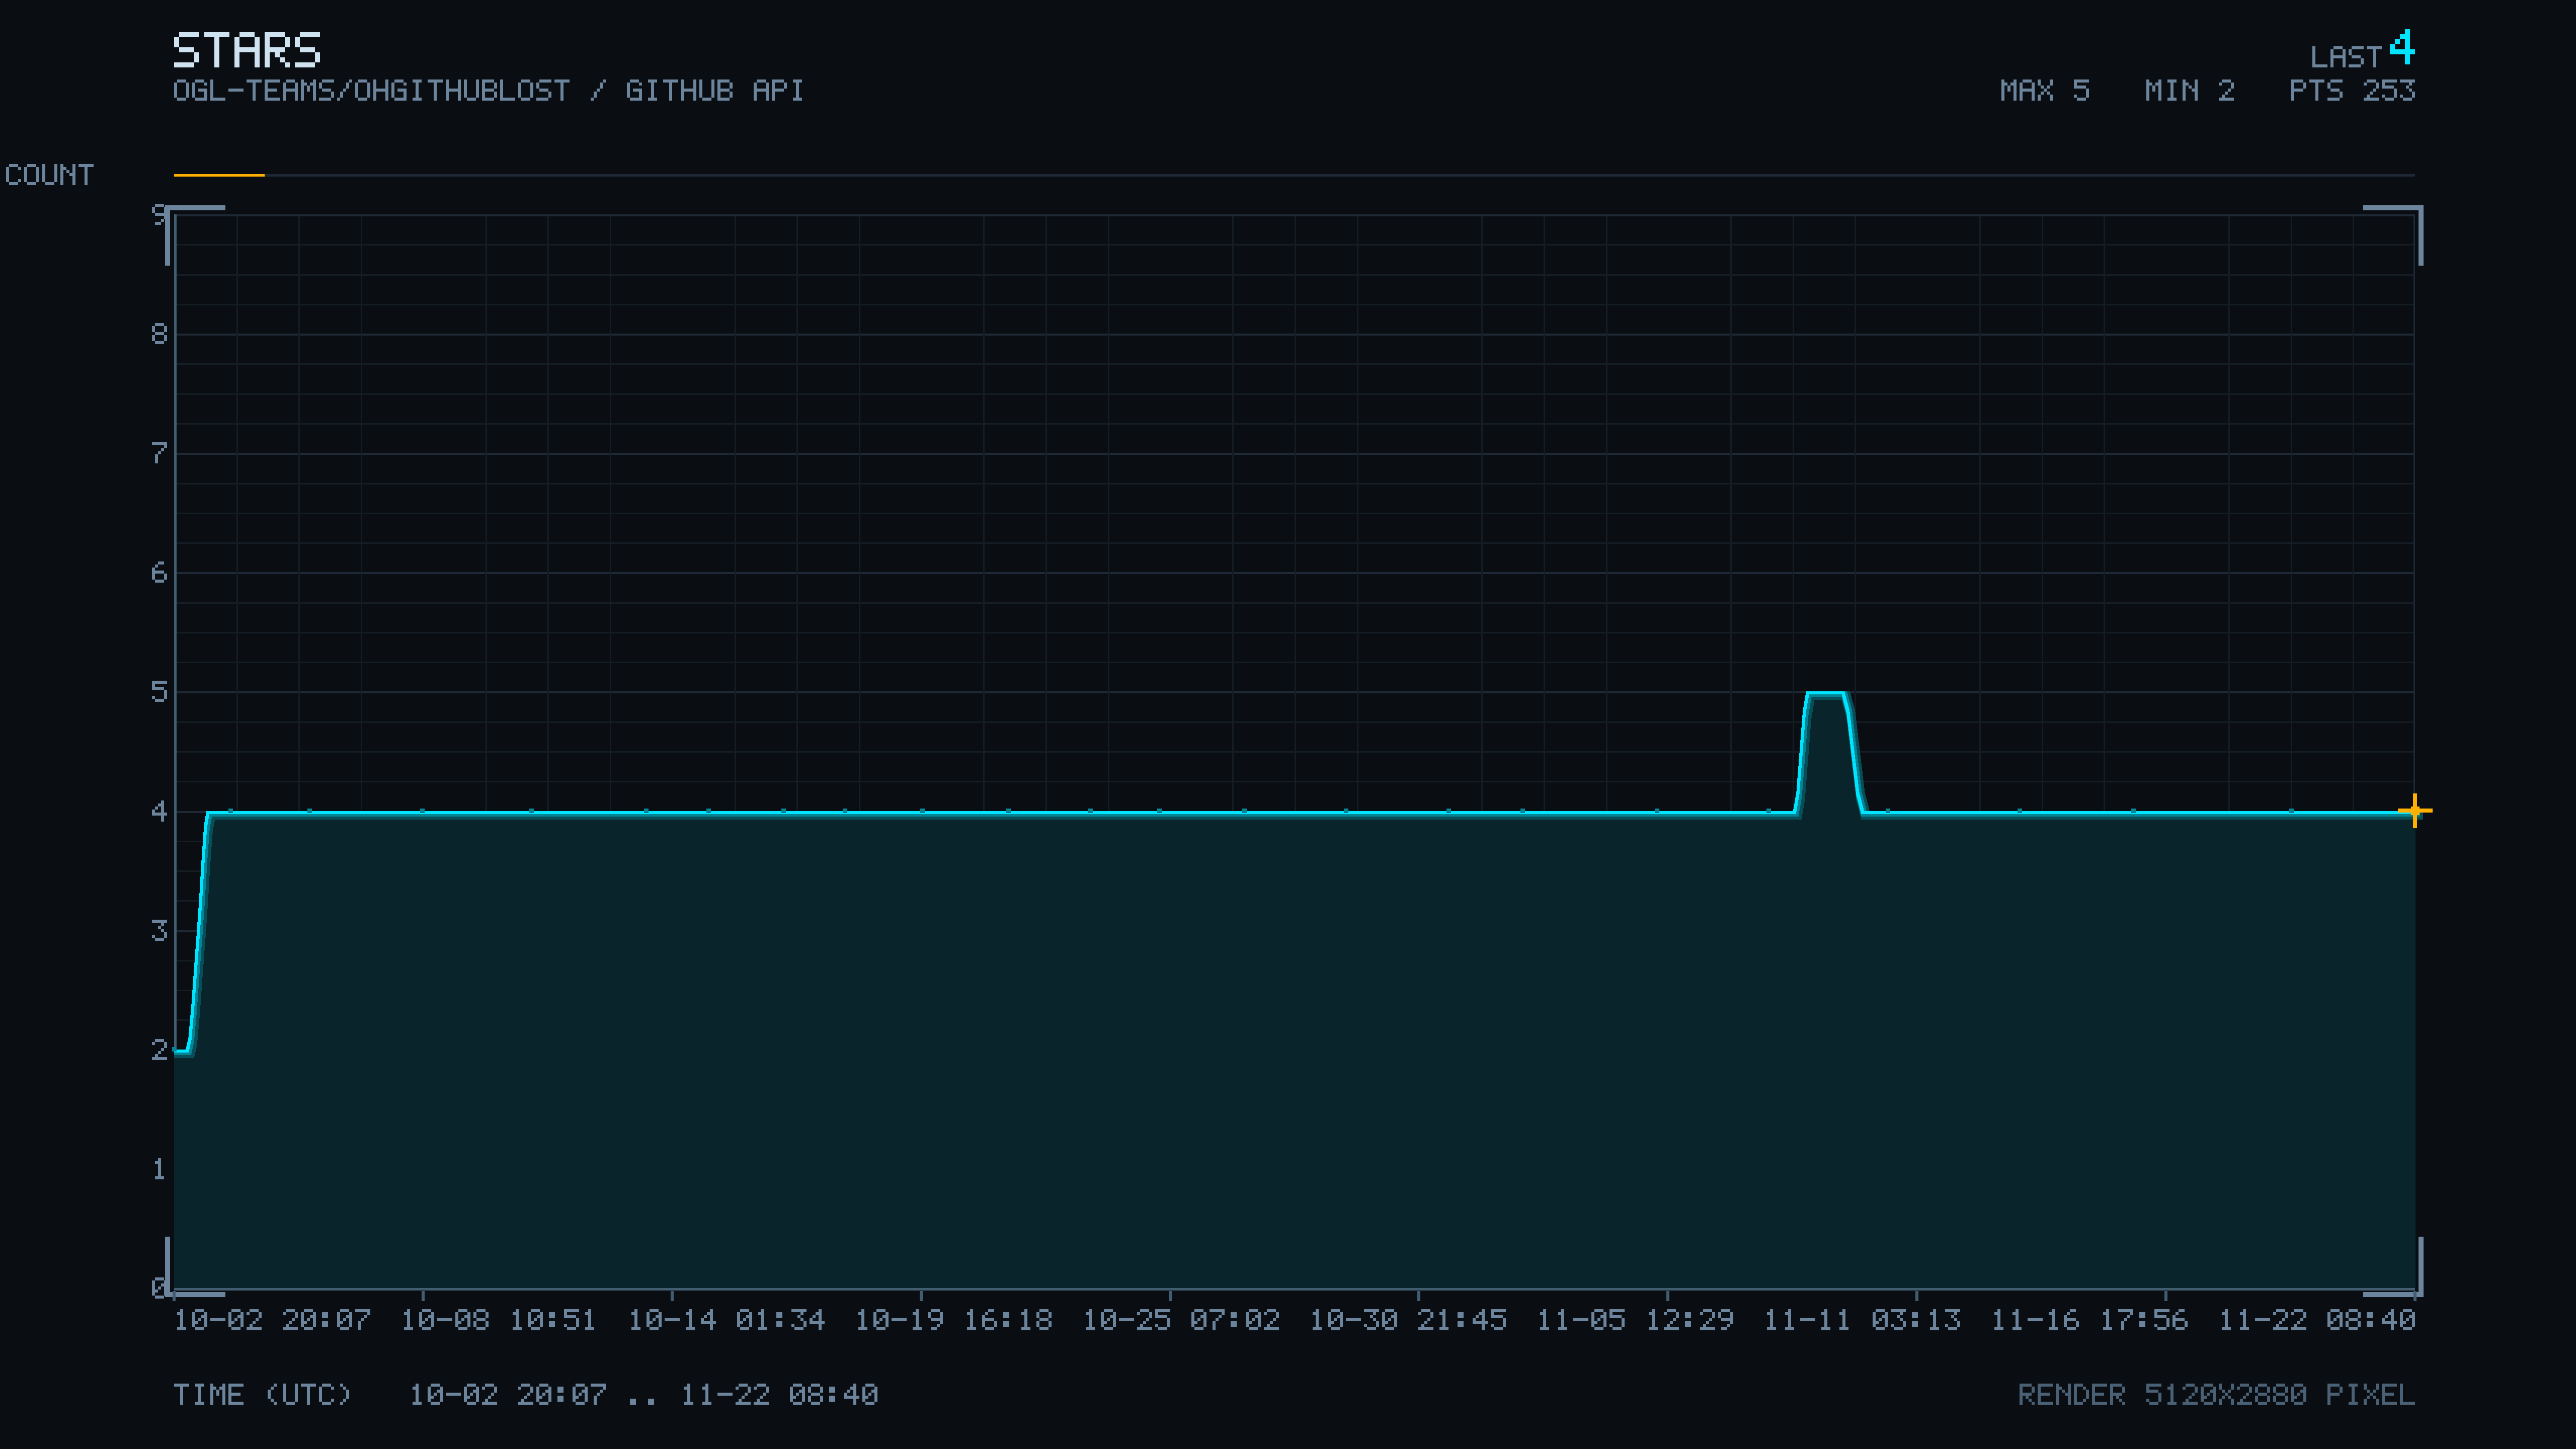 STARS
LAST 4
OGL-TEAMS/OHGITHUBLOST / GITHUB API
MAX 5 MIN 2 PTS 253
COUNT
9
8
7
6
5
4
3
2
1
0
10-02 20:07 10-08 10:51 10-14 01:34 10-19 16:18 10-25 07:02 10-30 21:45 11-05 12:29 11-11 03:13 11-16 17:56 11-22 08:40
TIME (UTC) 10-02 20:07 .. 11-22 08:40
RENDER 5120X2880 PIXEL